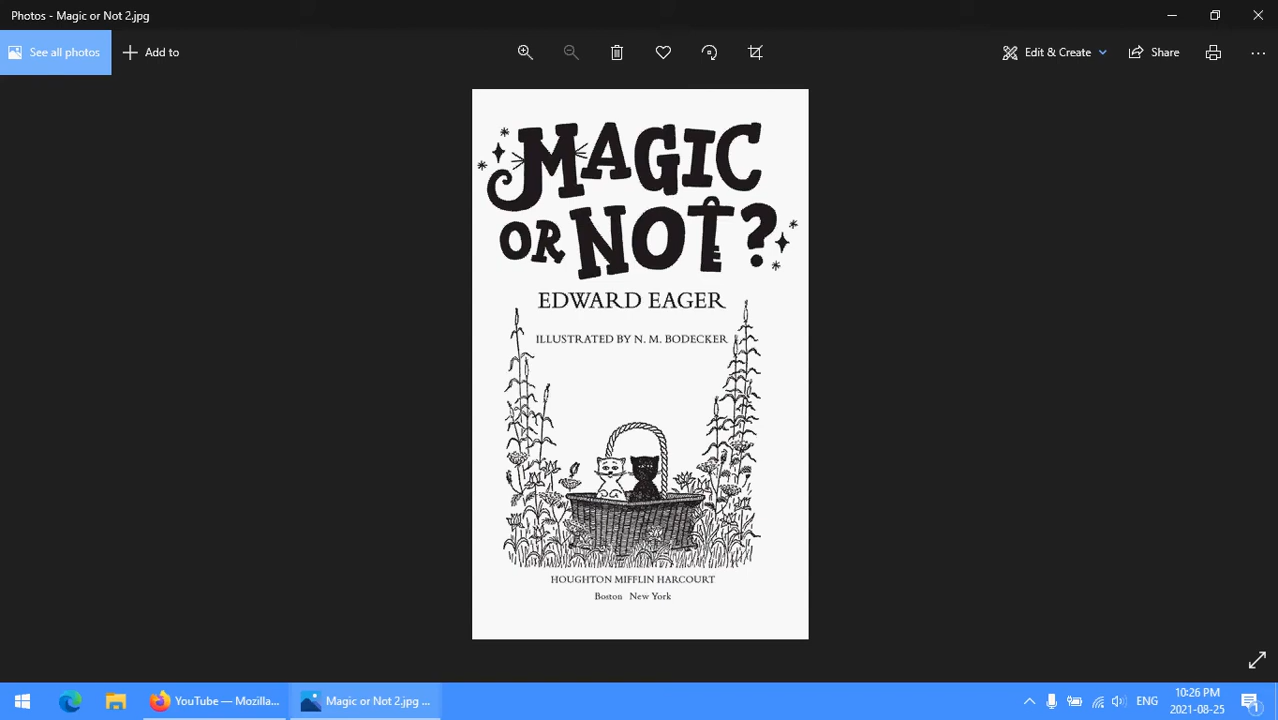 Photos - Magic or Not 2.jpg
See all photos
Add to
Edit & Create
Share
MAGIC
OR NOT?
EDWARD EAGER
ILLUSTRATED BY N. M. BODECKER
HOUGHTON MIFFLIN HARCOURT
Boston New York
YouTube — Mozilla...
Magic or Not 2.jpg ...
ENG
10:26 PM
2021-08-25
1